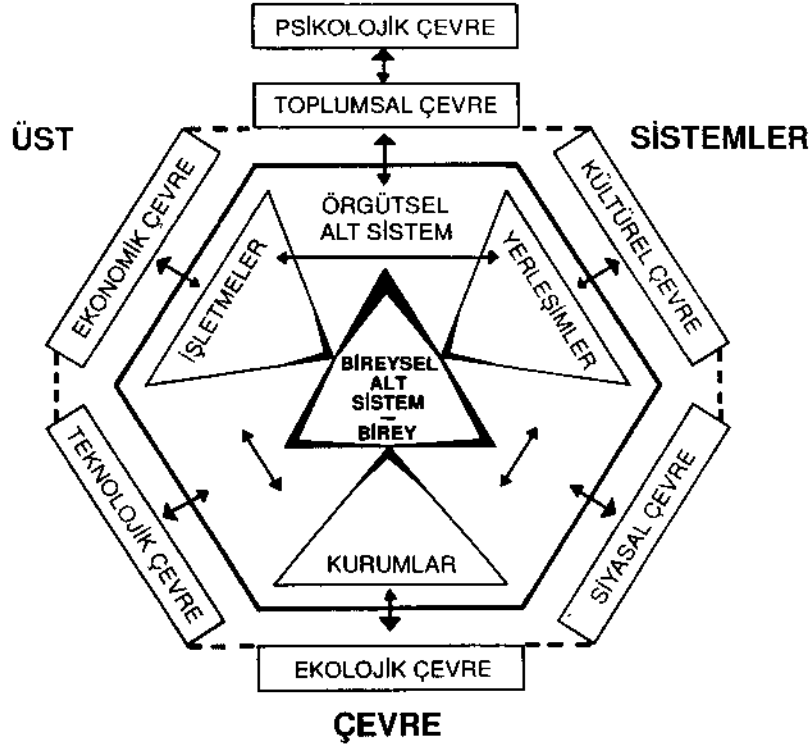 PSİKOLOJİK ÇEVRE
TOPLUMSAL ÇEVRE
ÜST
SİSTEMLER
EKONOMİK ÇEVRE
KÜLTÜREL ÇEVRE
ÖRGÜTSEL
ALT SİSTEM
İŞLETMELER
YERLEŞİMLER
BİREYSEL
ALT
SİSTEM
–
BİREY
TEKNOLOJİK ÇEVRE
SİYASAL ÇEVRE
KURUMLAR
EKOLOJİK ÇEVRE
ÇEVRE